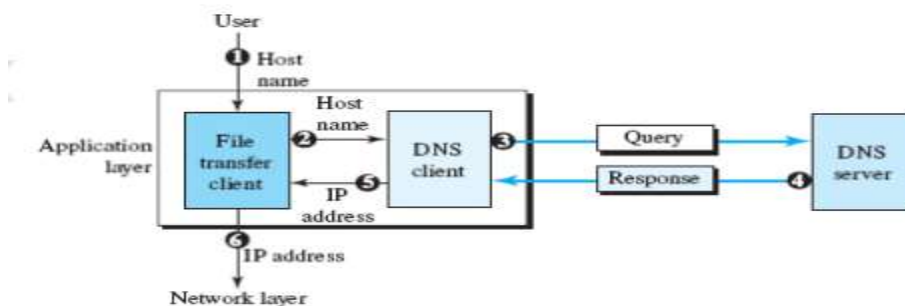 User
1 Host
name
Host
name
2
3
Query
Application
layer
File
transfer
client
DNS
client
DNS
server
5
Response
4
IP
address
6
IP address
Network layer